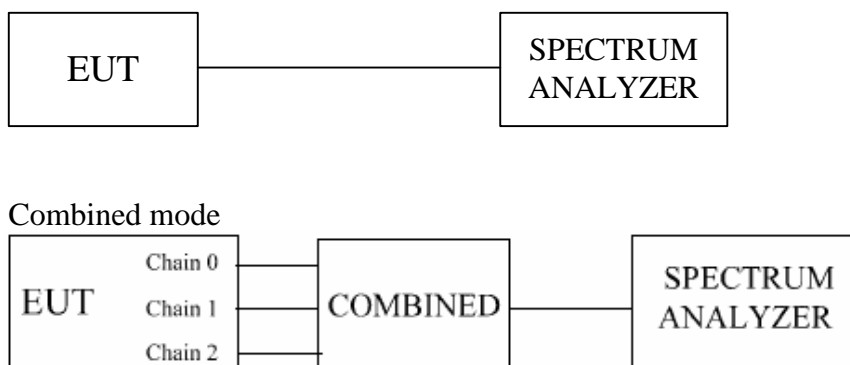 EUT
SPECTRUM
ANALYZER
Combined mode
EUT
Chain 0
Chain 1
Chain 2
COMBINED
SPECTRUM
ANALYZER